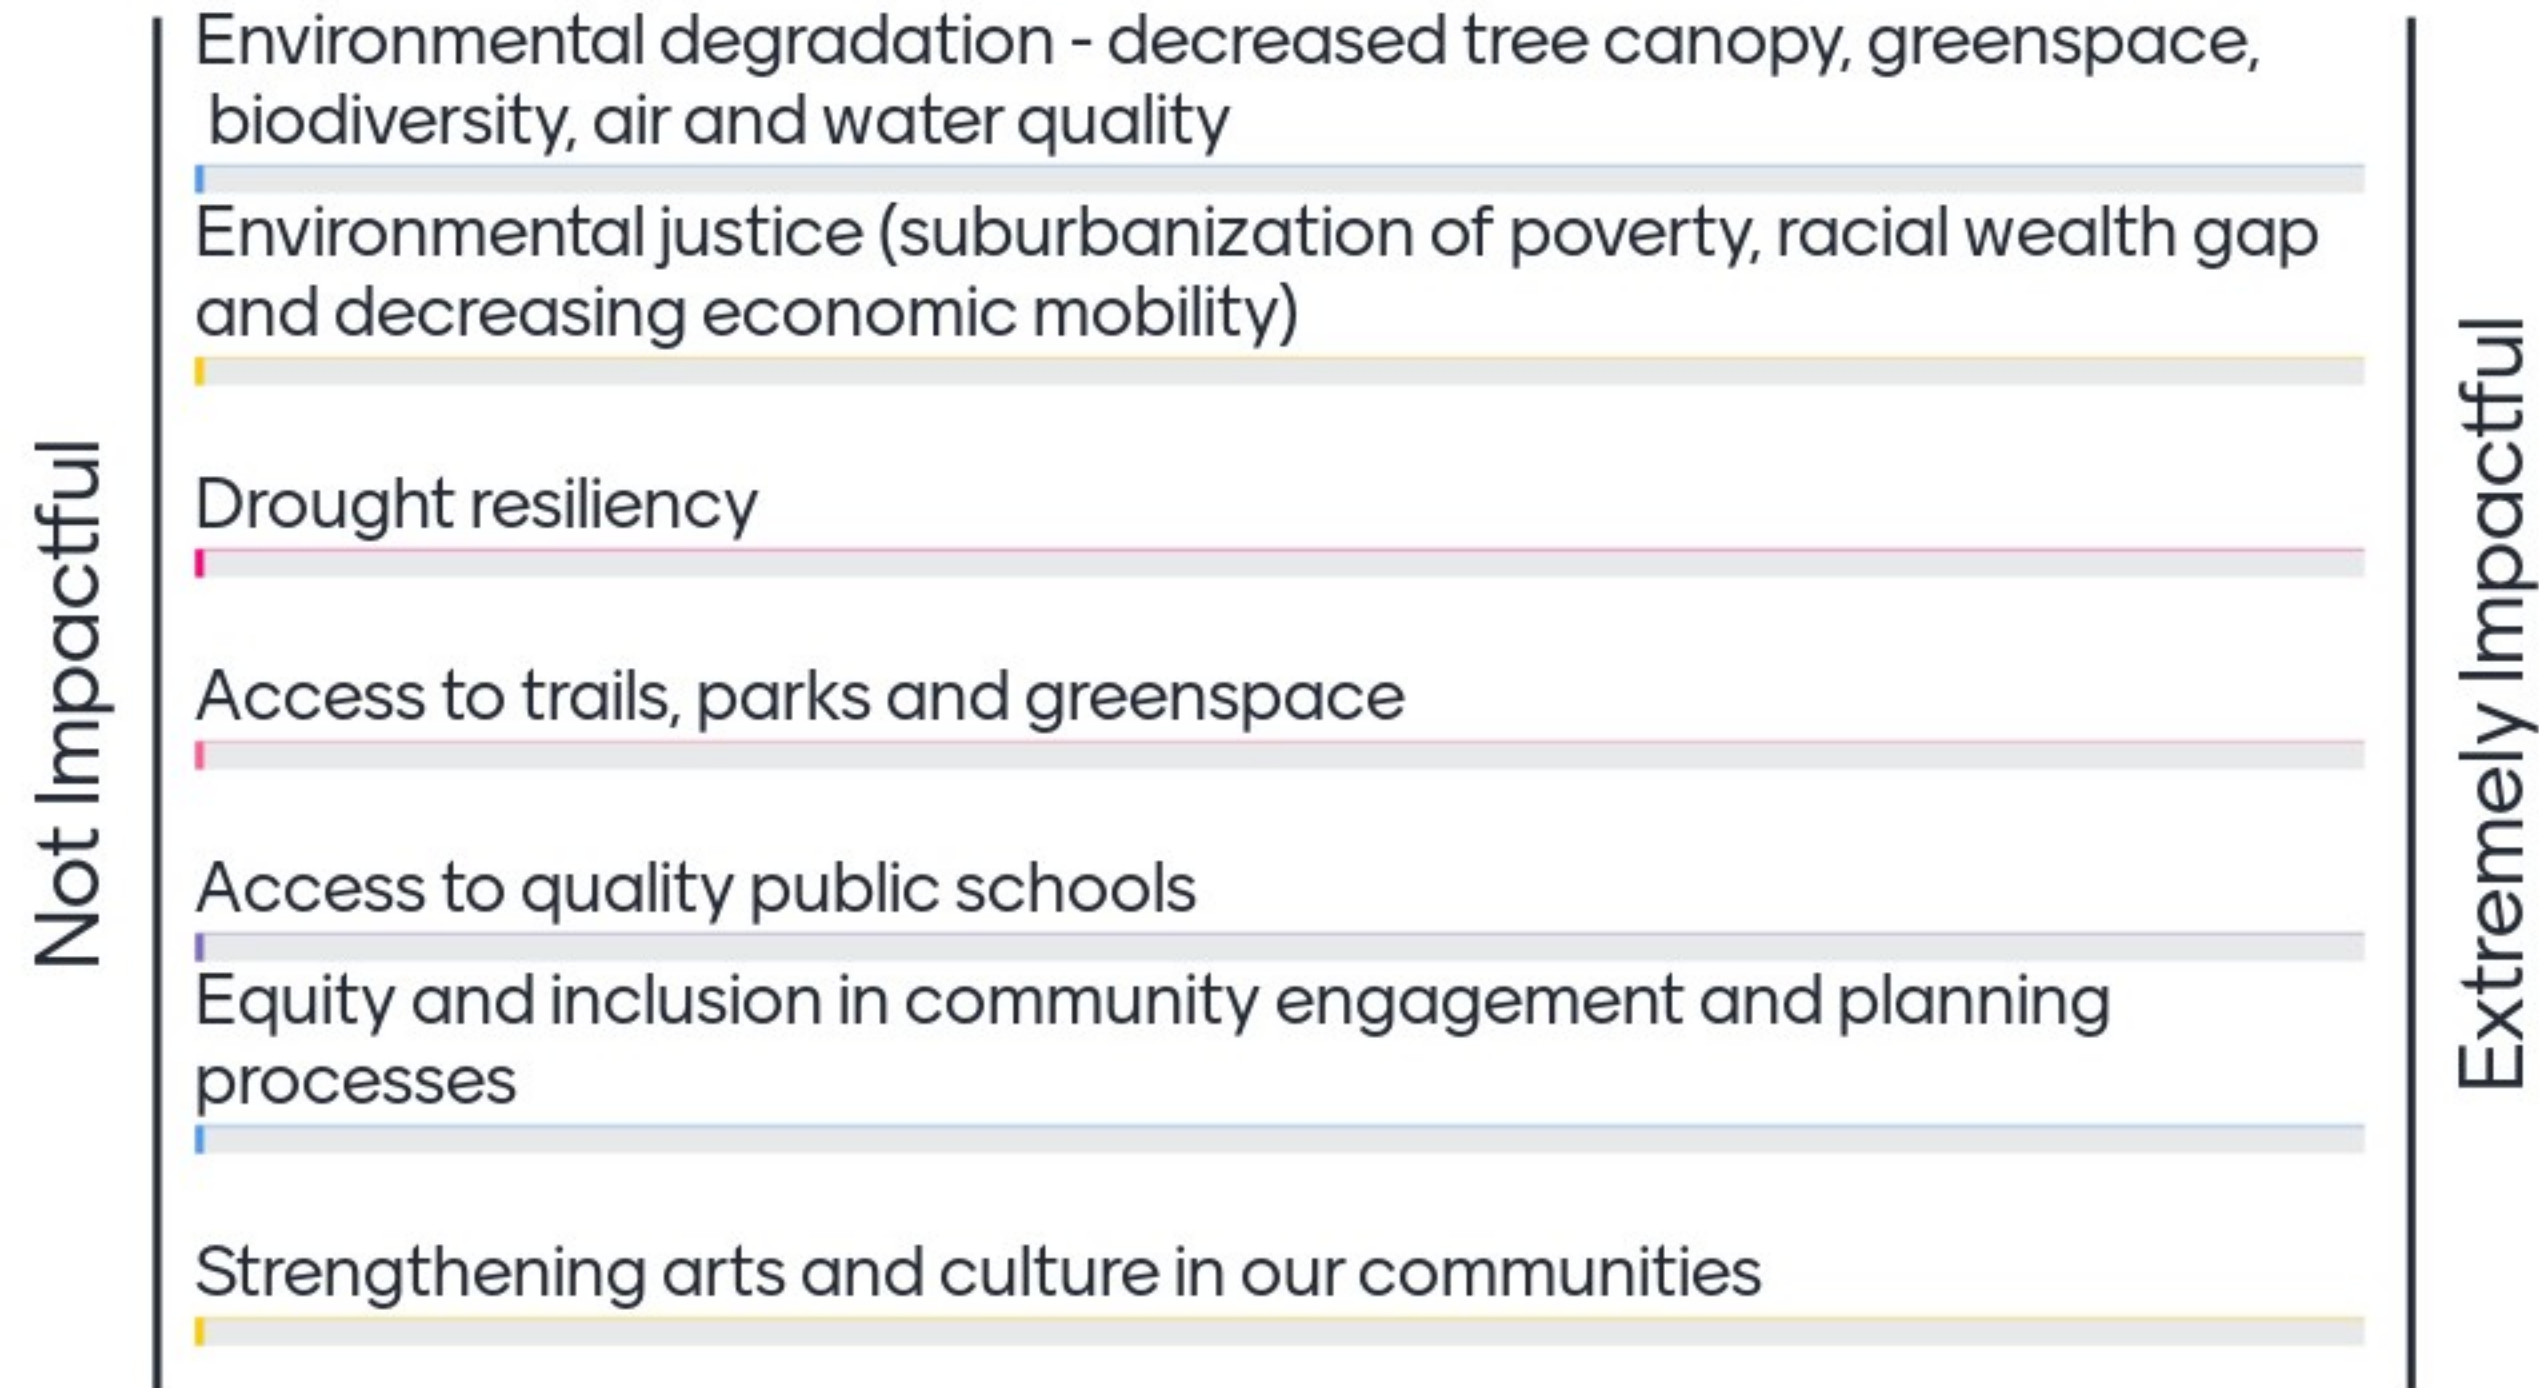 Environmental degradation - decreased tree canopy, greenspace,
biodiversity, air and water quality
Environmental justice (suburbanization of poverty, racial wealth gap
and decreasing economic mobility)
Drought resiliency
Access to trails, parks and greenspace
Access to quality public schools
Equity and inclusion in community engagement and planning
processes
Strengthening arts and culture in our communities
Not Impactful
Extremely Impactful